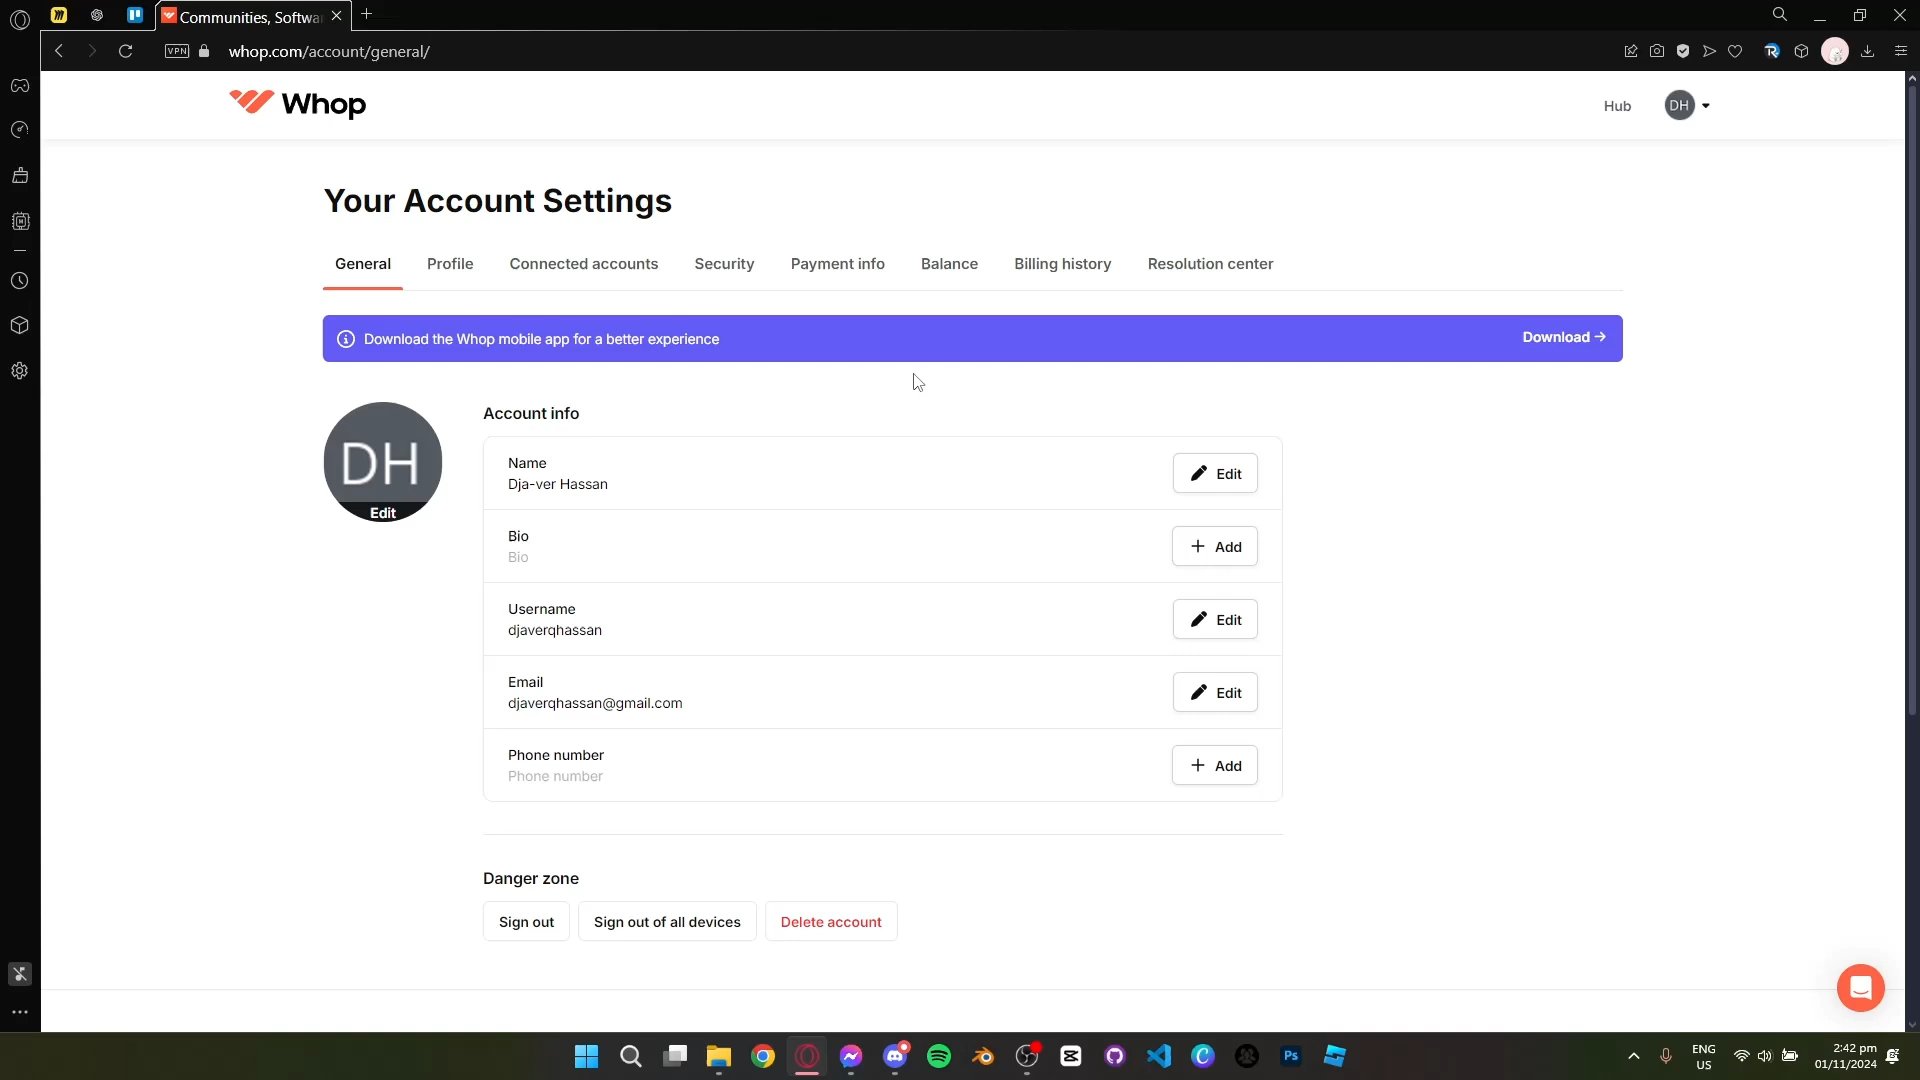 Communities, Softwa
VPN
whop.com/account/general/
Whop
Hub
DH
Your Account Settings
General
Profile
Connected accounts
Security
Payment info
Balance
Billing history
Resolution center
Download the Whop mobile app for a better experience
Download →
DH
Edit
Account info
Name
Dja-ver Hassan
Edit
Bio
Bio
+ Add
Username
djaverqhassan
Edit
Email
djaverqhassan@gmail.com
Edit
Phone number
Phone number
+ Add
Danger zone
Sign out
Sign out of all devices
Delete account
Ps
ENG
US
2:42 pm
01/11/2024